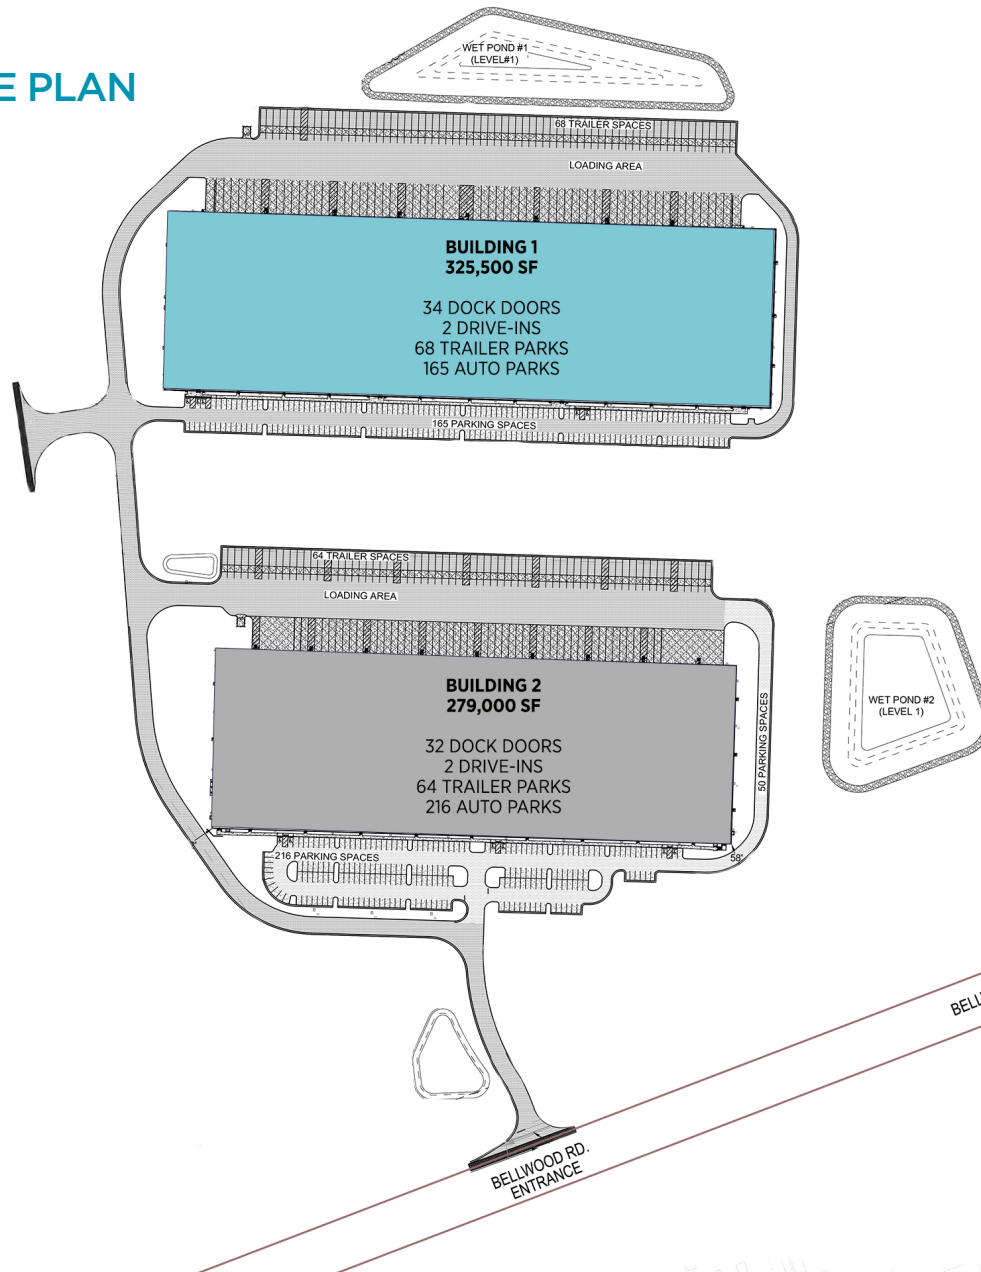 E PLAN
WET POND #1
(LEVEL#1)
68 TRAILER SPACES
LOADING AREA
BUILDING 1
325,500 SF
34 DOCK DOORS
2 DRIVE-INS
68 TRAILER PARKS
165 AUTO PARKS
165 PARKING SPACES
64 TRAILER SPACES
LOADING AREA
BUILDING 2
279,000 SF
32 DOCK DOORS
2 DRIVE-INS
64 TRAILER PARKS
216 AUTO PARKS
50 PARKING SPACES
WET POND #2
(LEVEL 1)
216 PARKING SPACES
58'
BELL
BELLWOOD RD.
ENTRANCE